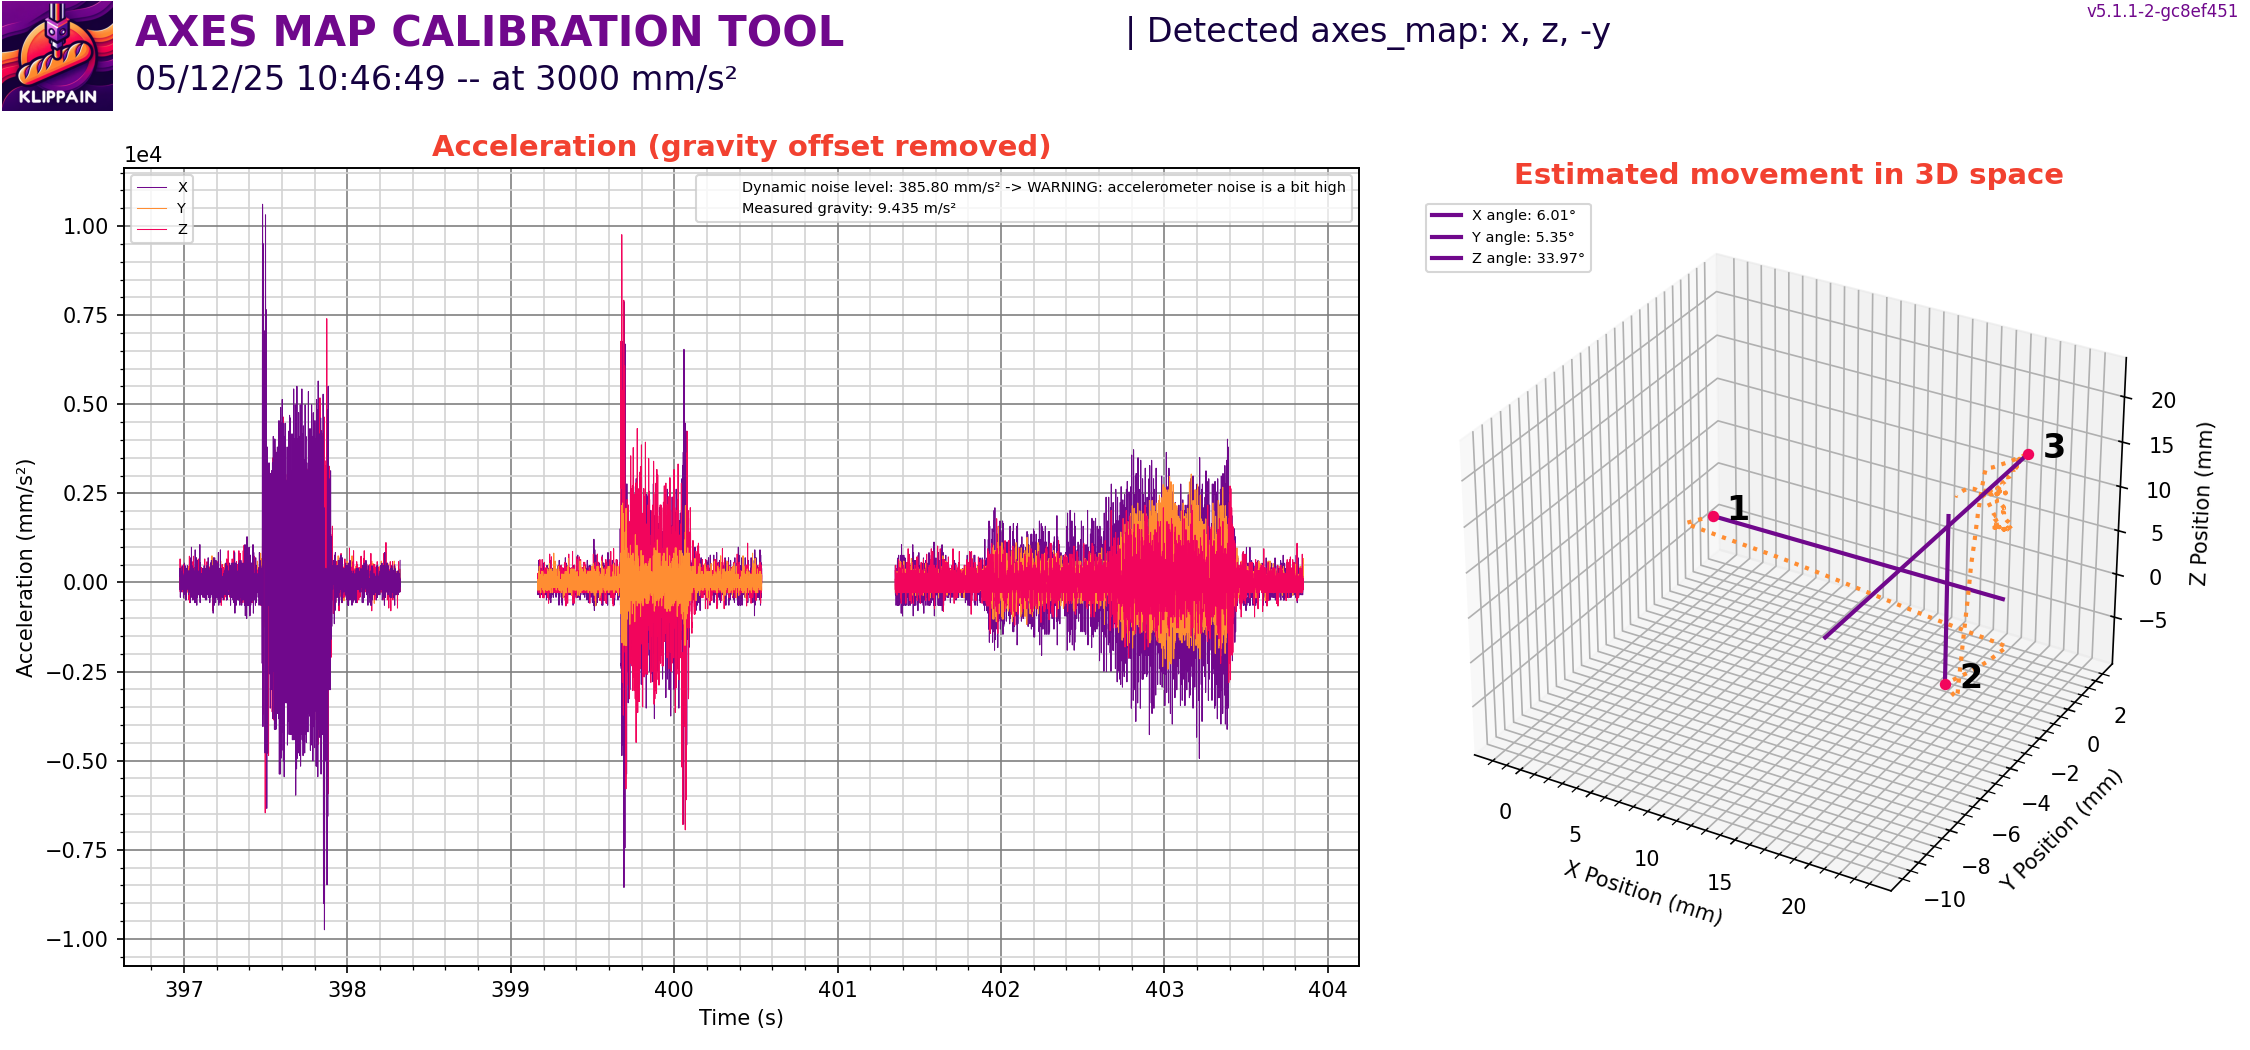 KLIPPAIN
AXES MAP CALIBRATION TOOL
05/12/25 10:46:49 -- at 3000 mm/s²
| Detected axes_map: x, z, -y
v5.1.1-2-gc8ef451
Acceleration (gravity offset removed)
1e4
X
Y
Z
Dynamic noise level: 385.80 mm/s² -> WARNING: accelerometer noise is a bit high
Measured gravity: 9.435 m/s²
1.00
0.75
0.50
0.25
0.00
−0.25
−0.50
−0.75
−1.00
Acceleration (mm/s²)
397 398 399 400 401 402 403 404
Time (s)
Estimated movement in 3D space
X angle: 6.01°
Y angle: 5.35°
Z angle: 33.97°
1
2
3
20
15
10
5
0
−5
Z Position (mm)
0
5
10
15
20
X Position (mm)
2
0
−2
−4
−6
−8
−10
Y Position (mm)